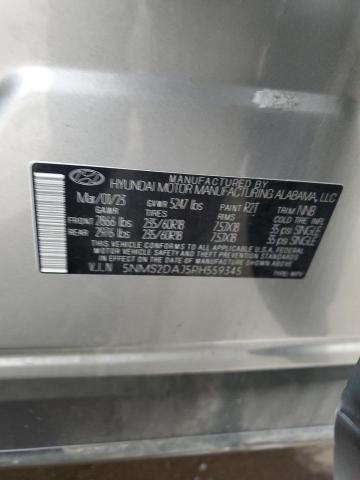 MANUFACTURED BY
HYUNDAI MOTOR MANUFACTURING ALABAMA, LLC
Mar/01/23 GVWR 5247 lbs PAINT R2T TRIM NNB
GAWR TIRES RIMS COLD TIRE INFL.
FRONT 2866 lbs 235/60R18 7.5JX18 35 psi SINGLE
REAR 2976 lbs 235/60R18 7.5JX18 35 psi SINGLE
THIS VEHICLE CONFORMS TO ALL APPLICABLE U.S.A. FEDERAL
MOTOR VEHICLE SAFETY AND THEFT PREVENTION STANDARDS
IN EFFECT ON THE DATE OF MANUFACTURE SHOWN ABOVE.
V.I.N 5NMS2DAJ5PH559345 TYPE: MPV